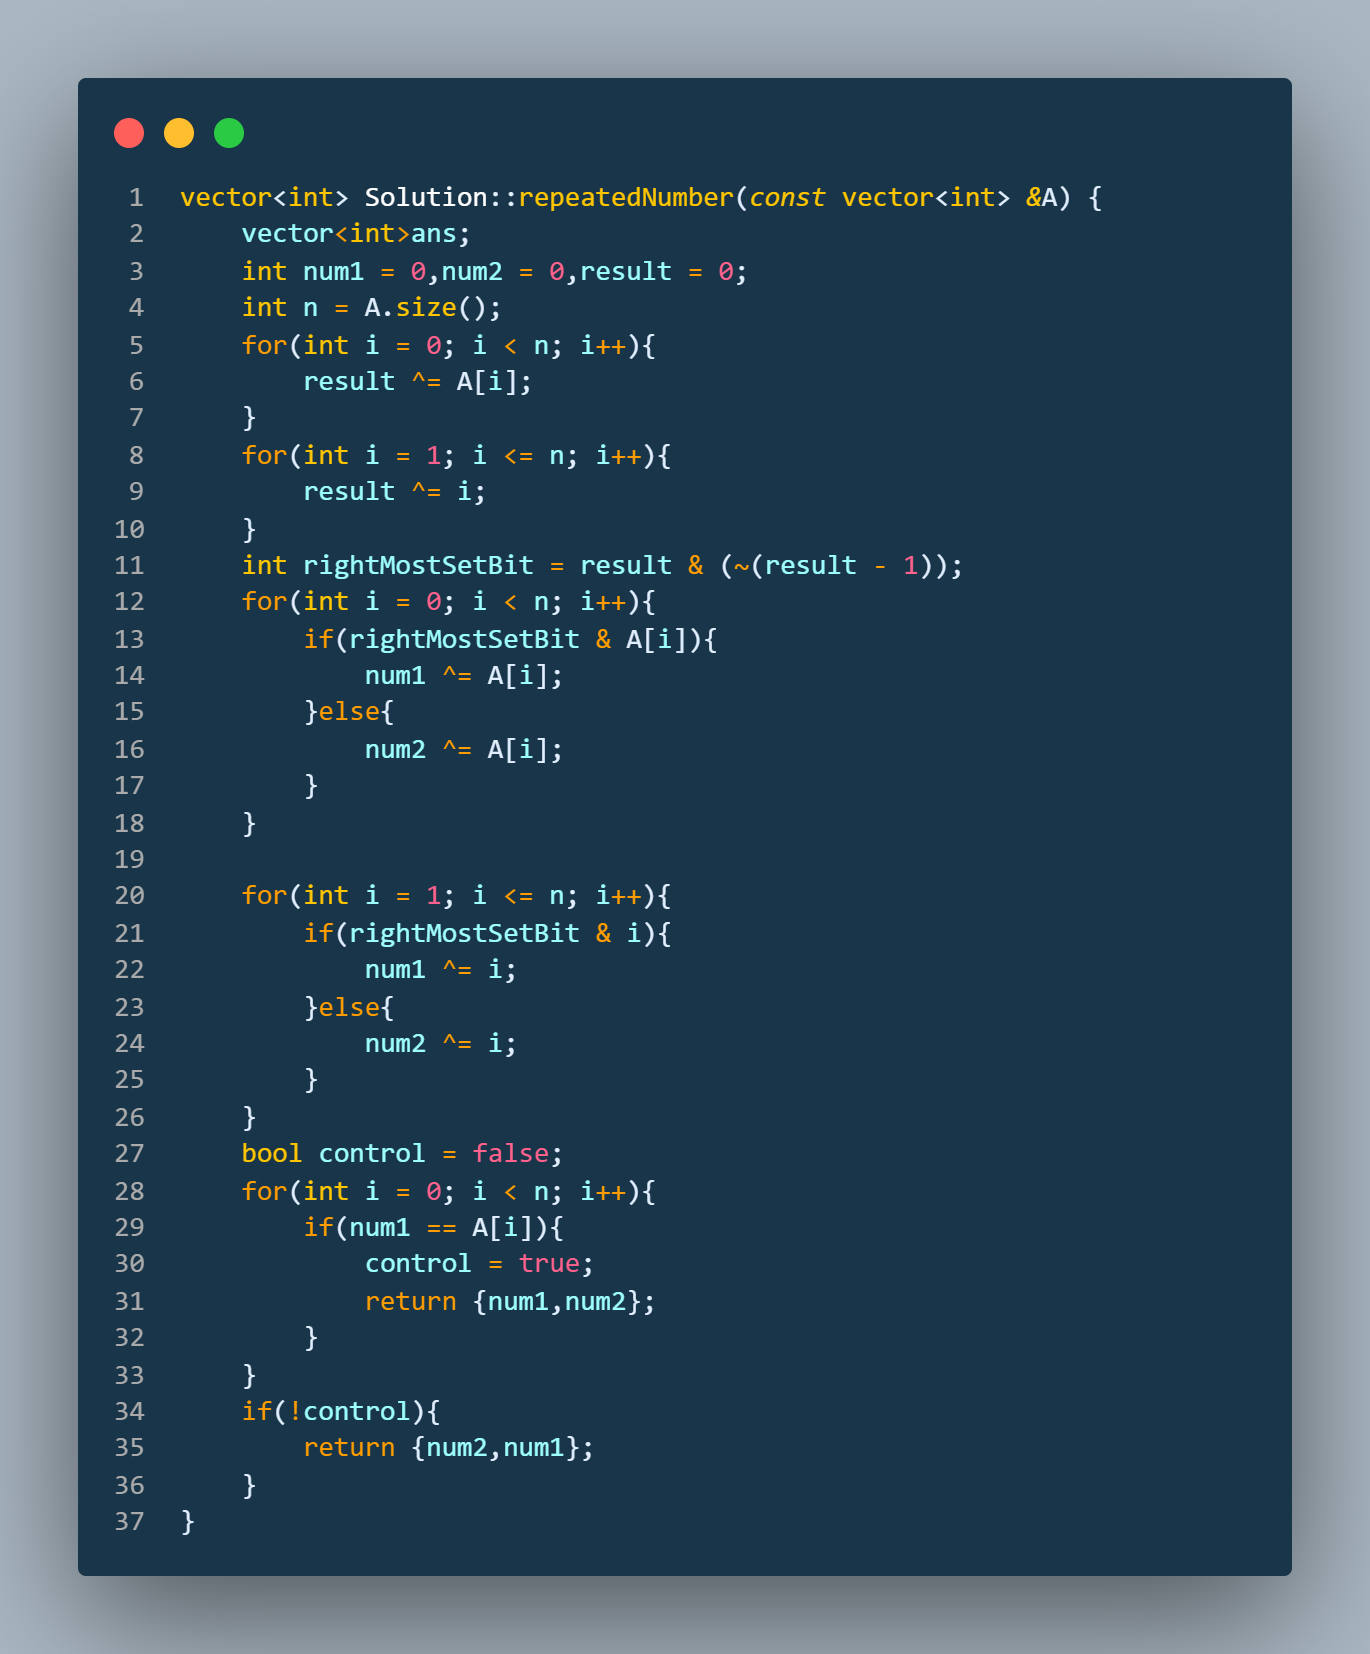 1 vector<int> Solution::repeatedNumber(const vector<int> &A) {
2     vector<int>ans;
3     int num1 = 0,num2 = 0,result = 0;
4     int n = A.size();
5     for(int i = 0; i < n; i++){
6         result ^= A[i];
7     }
8     for(int i = 1; i <= n; i++){
9         result ^= i;
10     }
11     int rightMostSetBit = result & (~(result - 1));
12     for(int i = 0; i < n; i++){
13         if(rightMostSetBit & A[i]){
14             num1 ^= A[i];
15         }else{
16             num2 ^= A[i];
17         }
18     }
19
20     for(int i = 1; i <= n; i++){
21         if(rightMostSetBit & i){
22             num1 ^= i;
23         }else{
24             num2 ^= i;
25         }
26     }
27     bool control = false;
28     for(int i = 0; i < n; i++){
29         if(num1 == A[i]){
30             control = true;
31             return {num1,num2};
32         }
33     }
34     if(!control){
35         return {num2,num1};
36     }
37 }